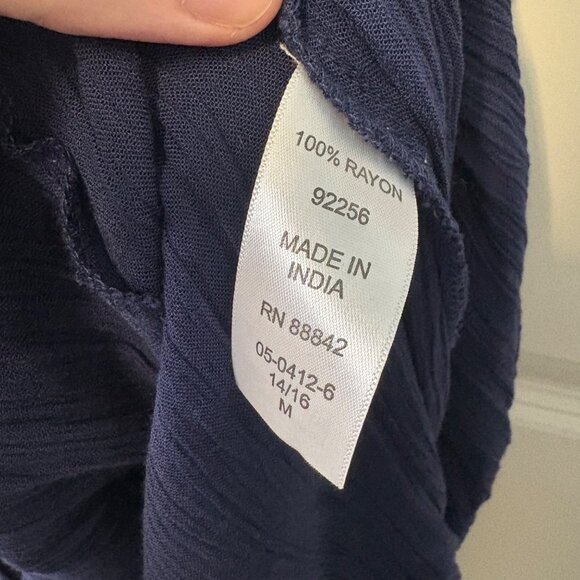 100% RAYON
92256
MADE IN
INDIA
RN 88842
05-0412-6
14/16
M